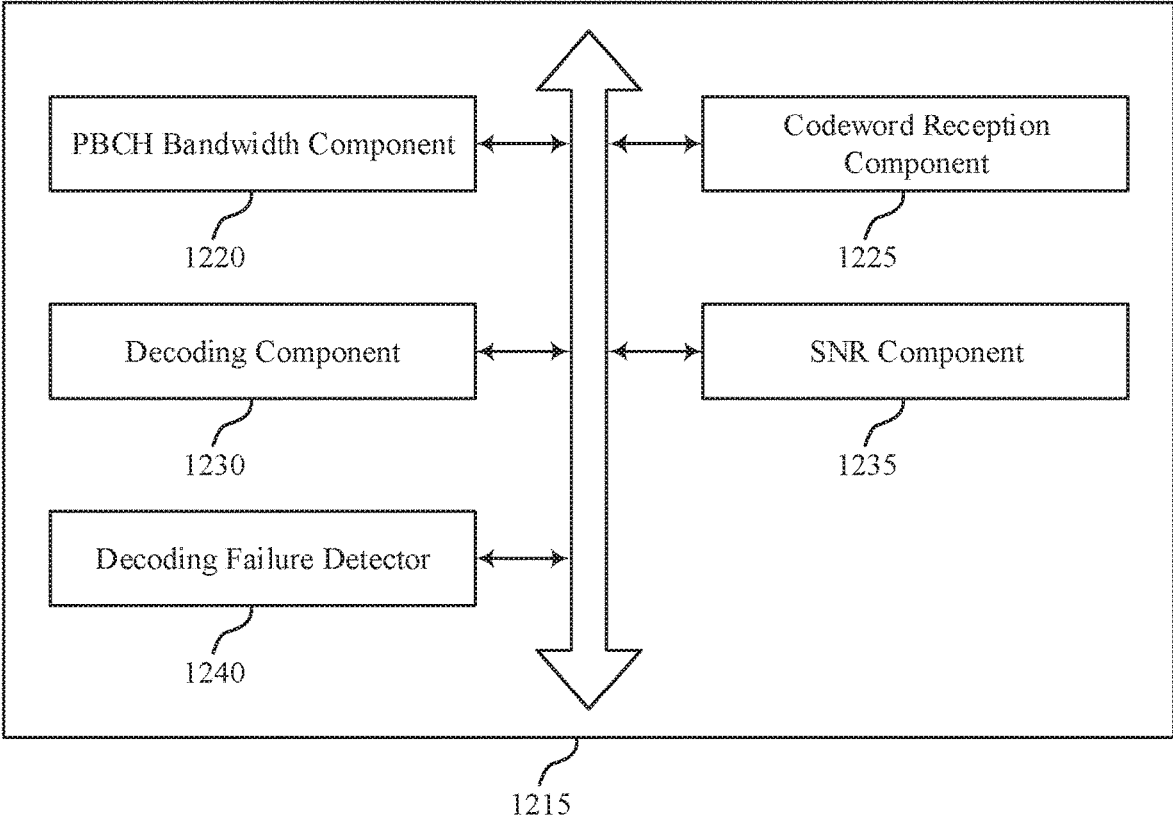 PBCH Bandwidth Component
1220
Codeword Reception
Component
1225
Decoding Component
1230
SNR Component
1235
Decoding Failure Detector
1240
1215